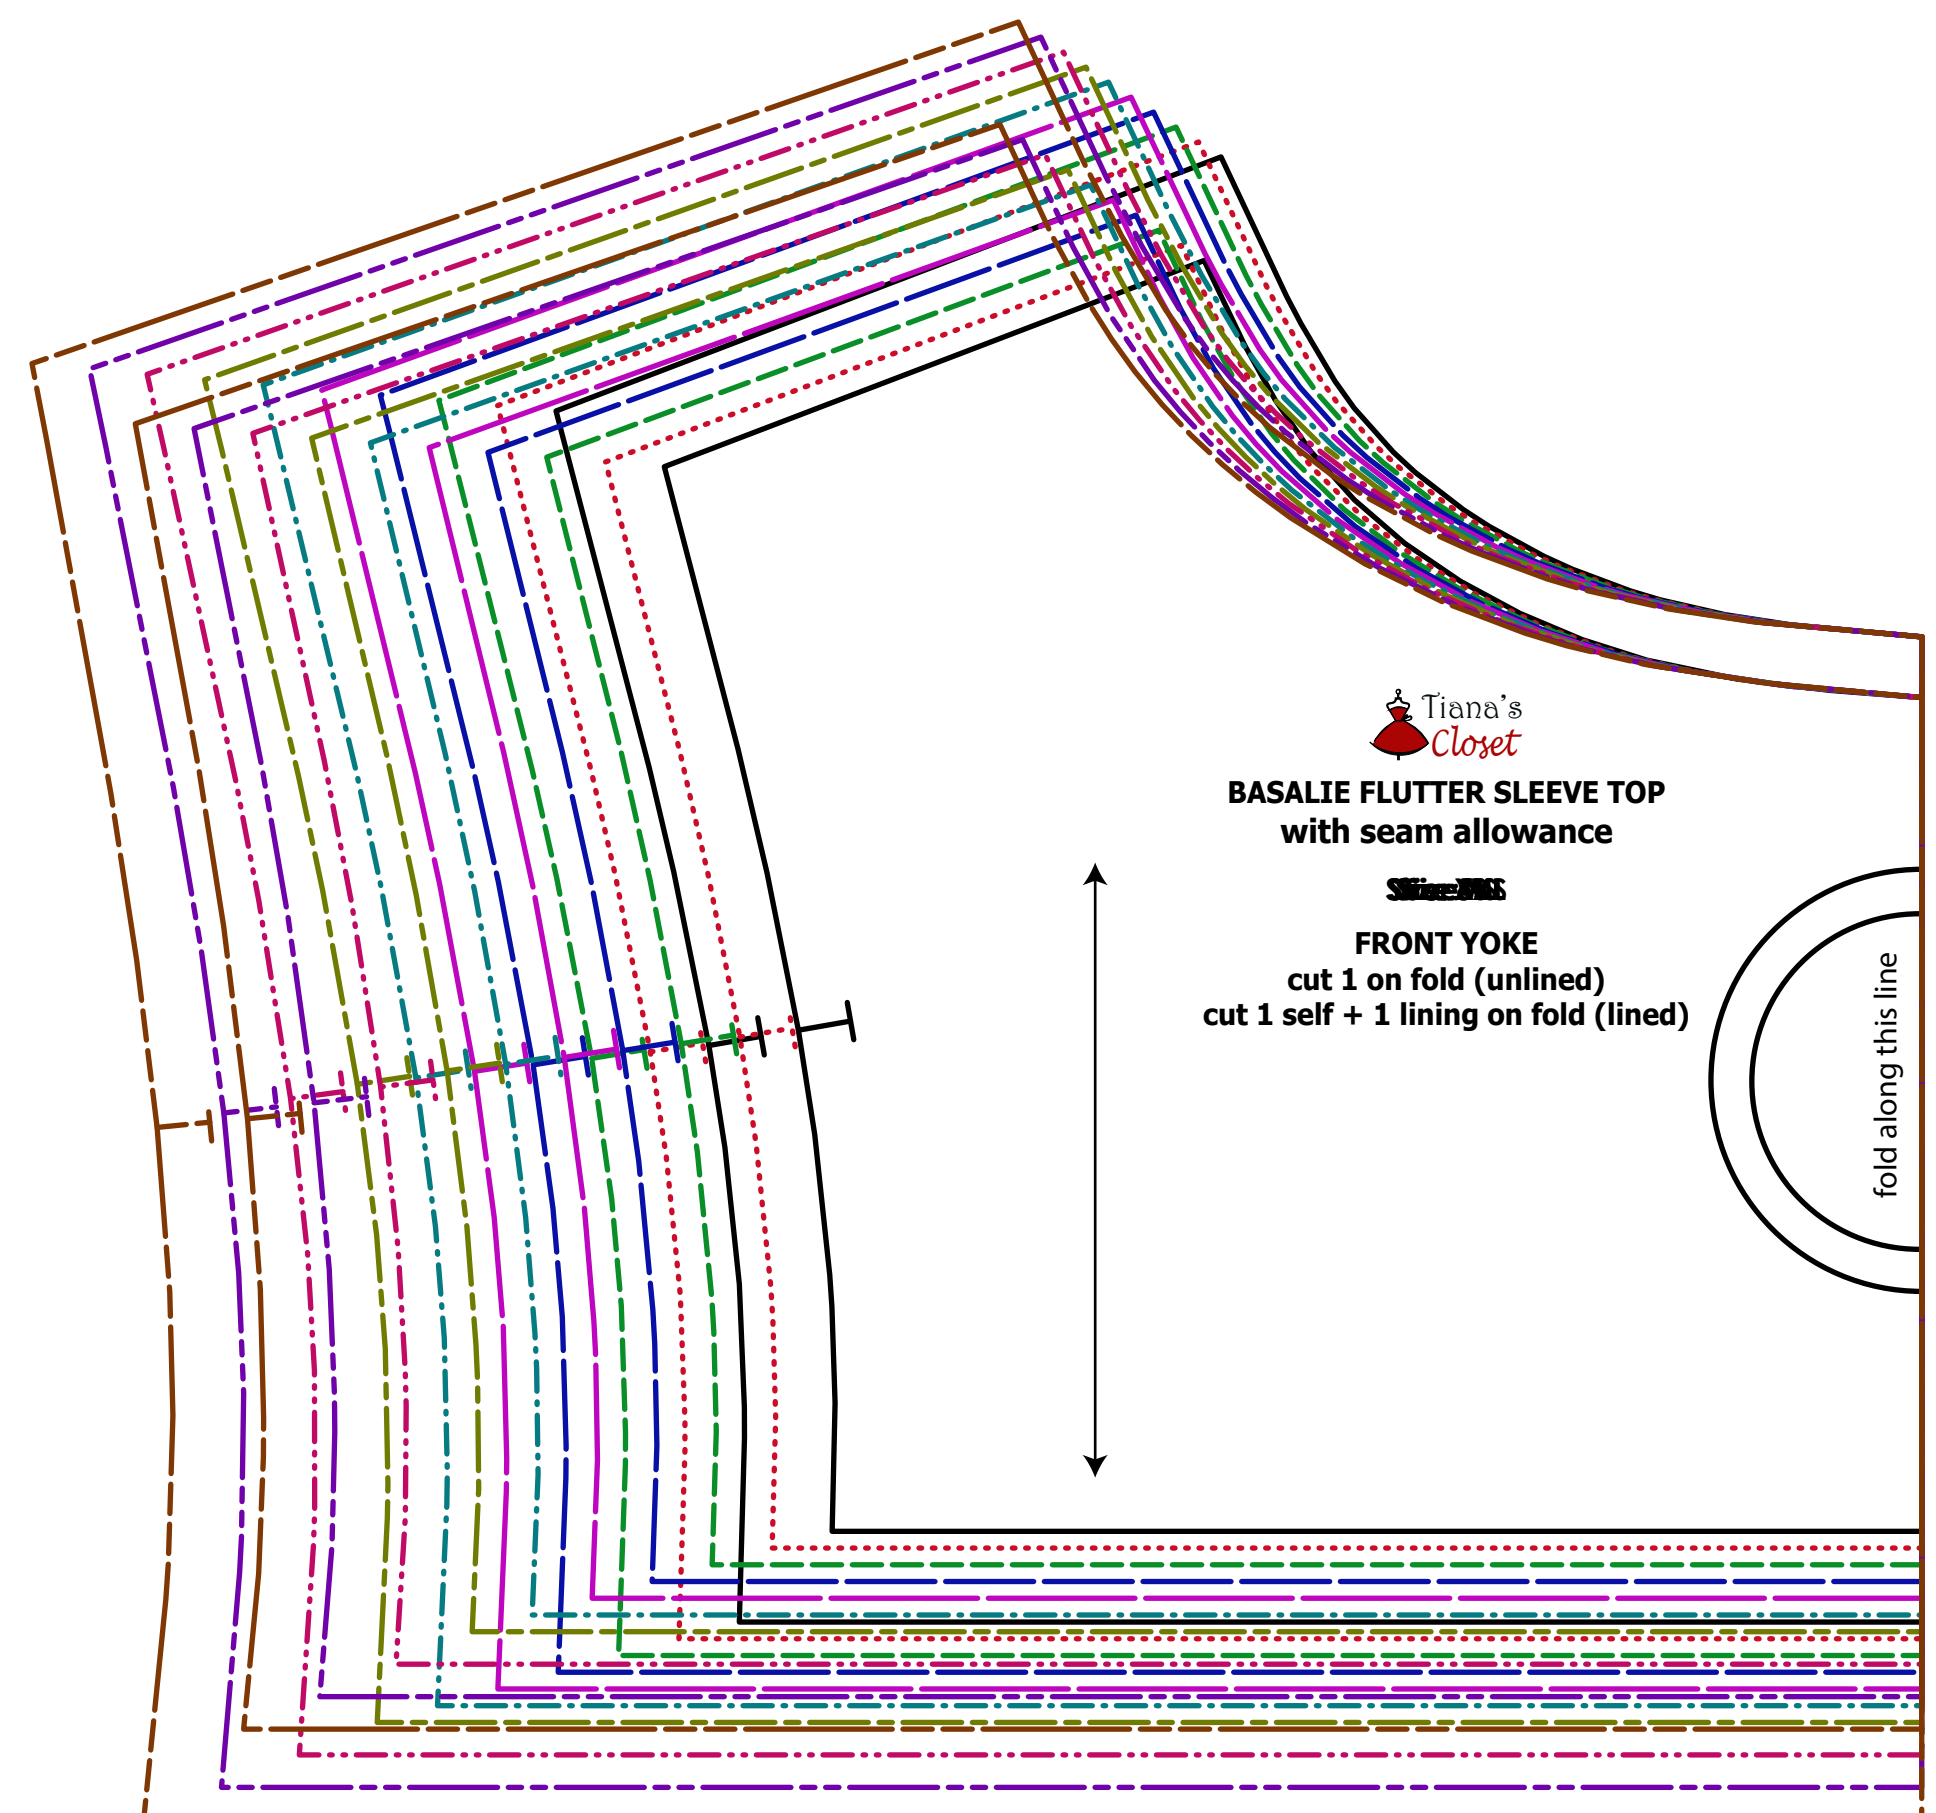 Tiana's
Closet
BASALIE FLUTTER SLEEVE TOP
with seam allowance
FRONT YOKE
cut 1 on fold (unlined)
cut 1 self + 1 lining on fold (lined)
fold along this line